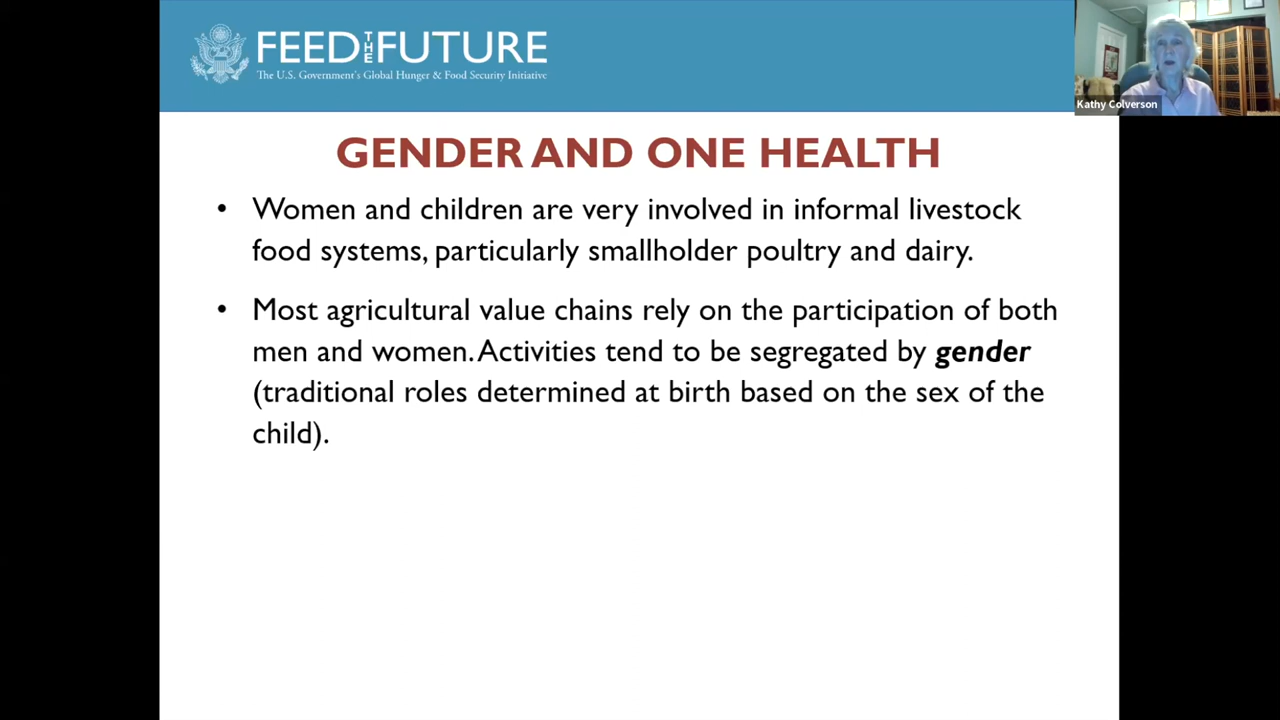 FEED THE FUTURE
The U.S. Government's Global Hunger & Food Security Initiative
Kathy Colverson
GENDER AND ONE HEALTH
• Women and children are very involved in informal livestock
food systems, particularly smallholder poultry and dairy.
• Most agricultural value chains rely on the participation of both
men and women. Activities tend to be segregated by gender
(traditional roles determined at birth based on the sex of the
child).